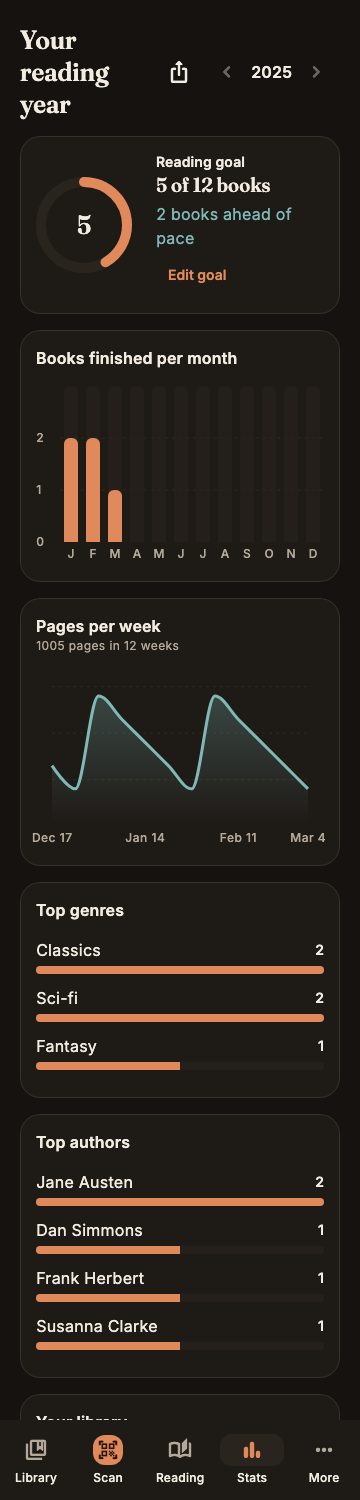 Your
reading
year
2025
5
Reading goal
5 of 12 books
2 books ahead of
pace
Edit goal
Books finished per month
2
1
0
J F M A M J J A S O N D
Pages per week
1005 pages in 12 weeks
Dec 17 Jan 14 Feb 11 Mar 4
Top genres
Classics 2
Sci-fi 2
Fantasy 1
Top authors
Jane Austen 2
Dan Simmons 1
Frank Herbert 1
Susanna Clarke 1
Your library
Library Scan Reading Stats More